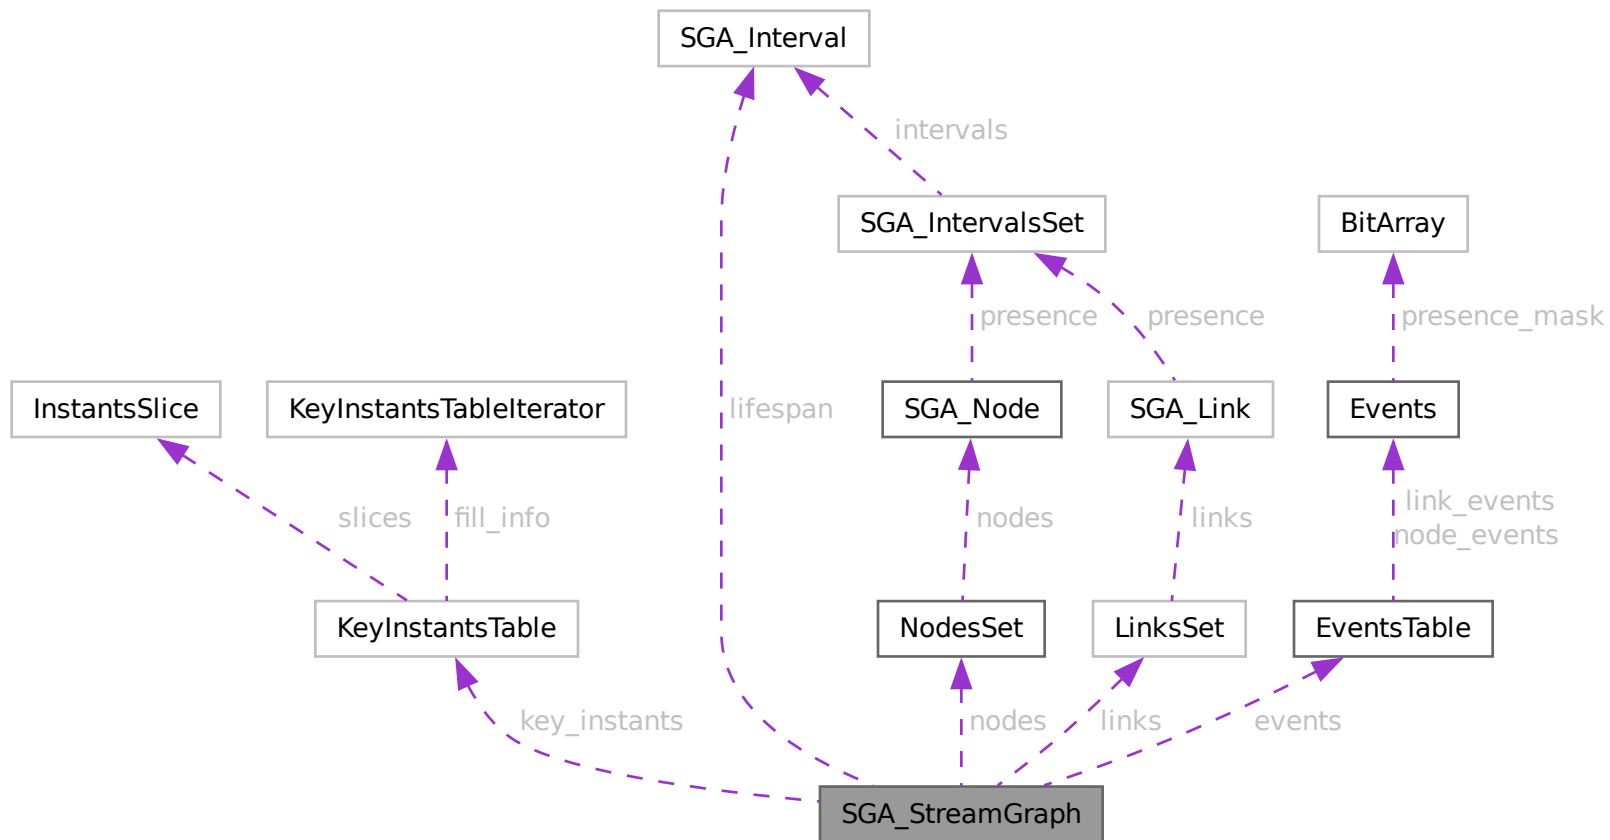 SGA_Interval
intervals
SGA_IntervalsSet
BitArray
presence
presence
presence_mask
InstantsSlice
KeyInstantsTableIterator
lifespan
SGA_Node
SGA_Link
Events
slices
fill_info
nodes
links
link_events
node_events
KeyInstantsTable
NodesSet
LinksSet
EventsTable
key_instants
nodes
links
events
SGA_StreamGraph